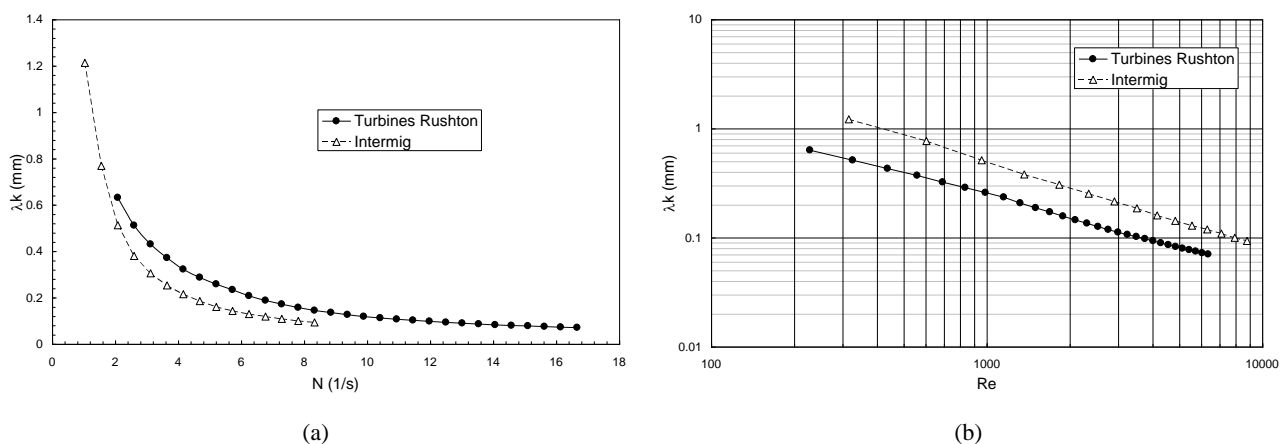 1.4
1.2
1
0.8
0.6
0.4
0.2
0
λk (mm)
0 2 4 6 8 10 12 14 16 18
N (1/s)
Turbines Rushton
Intermig
(a)
10
1
0.1
0.01
λk (mm)
100 1000 10000
Re
Turbines Rushton
Intermig
(b)